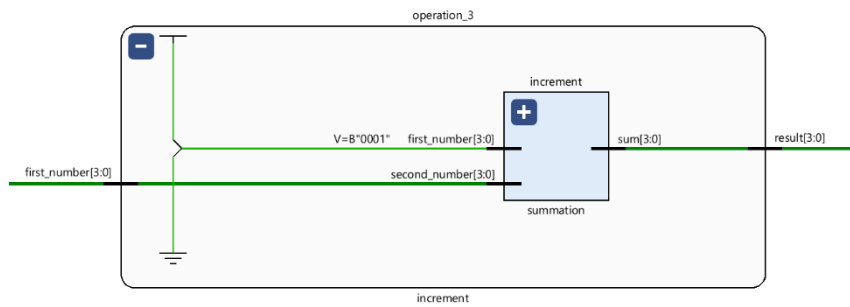 operation_3
increment
V=B"0001"
first_number[3:0]
sum[3:0]
result[3:0]
first_number[3:0]
second_number[3:0]
summation
increment